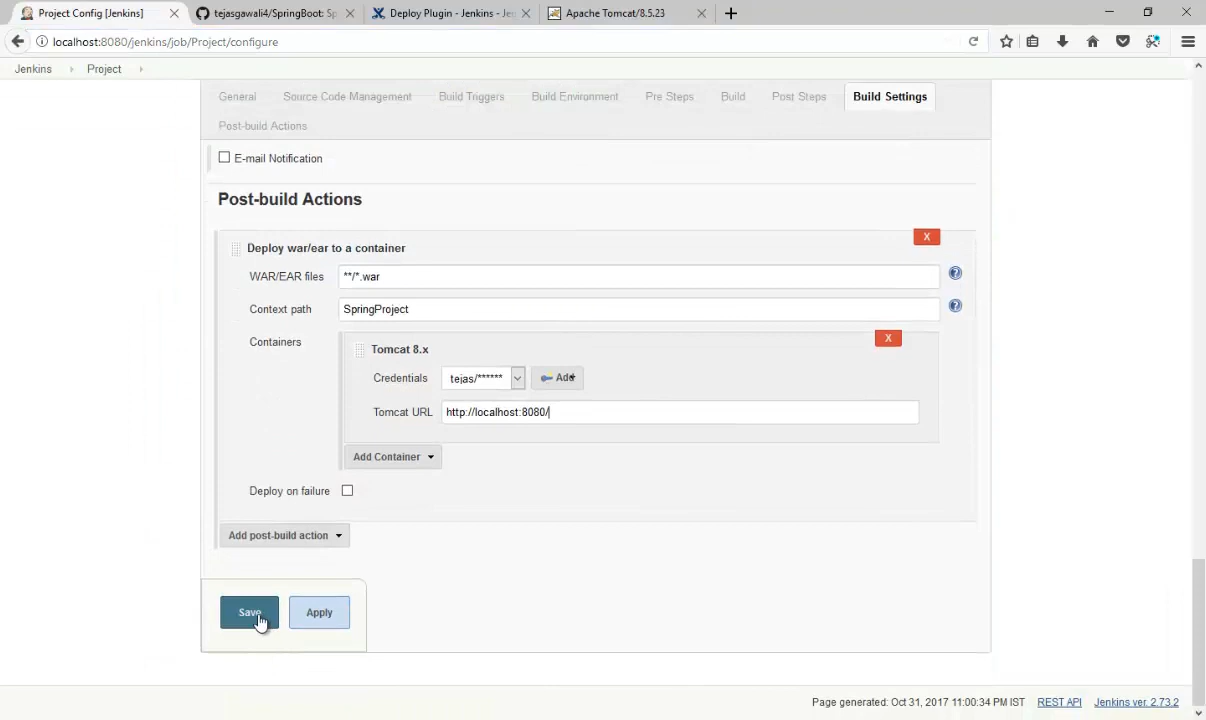 Project Config [Jenkins]
tejasgawali4/SpringBoot: Sp
Deploy Plugin - Jenkins - Jen
Apache Tomcat/8.5.23
localhost:8080/jenkins/job/Project/configure
Jenkins
Project
General
Source Code Management
Build Triggers
Build Environment
Pre Steps
Build
Post Steps
Build Settings
Post-build Actions
E-mail Notification
Post-build Actions
Deploy war/ear to a container
X
WAR/EAR files
**/*.war
Context path
SpringProject
Containers
Tomcat 8.x
X
Credentials
tejas/******
Add
Tomcat URL
http://localhost:8080/
Add Container
Deploy on failure
Add post-build action
Save
Apply
Page generated: Oct 31, 2017 11:00:34 PM IST
REST API
Jenkins ver. 2.73.2